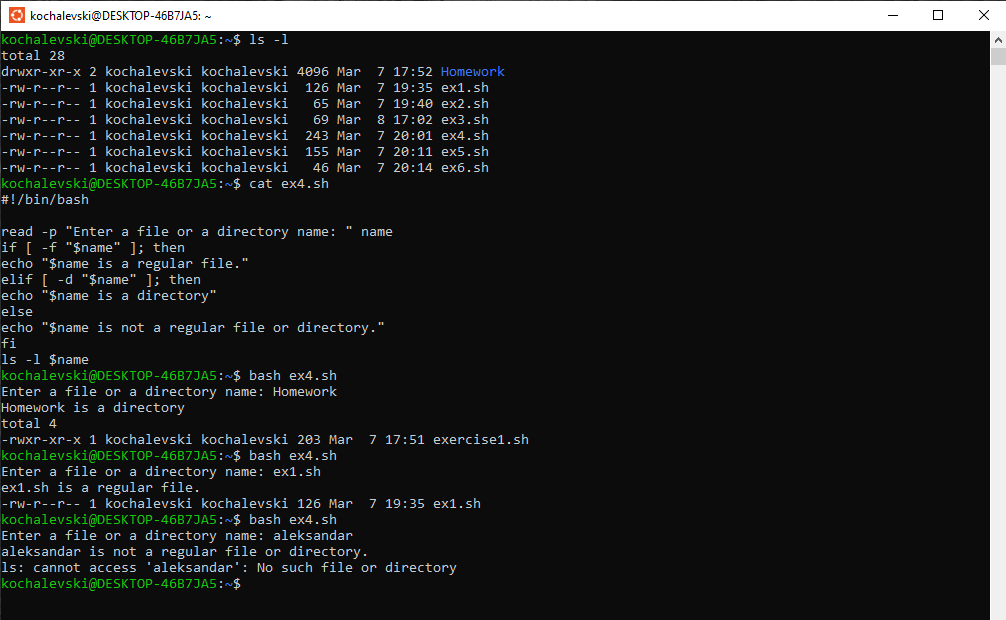 kochalevski@DESKTOP-46B7JA5: ~
kochalevski@DESKTOP-46B7JA5:~$ ls -l
total 28
drwxr-xr-x 2 kochalevski kochalevski 4096 Mar  7 17:52 Homework
-rw-r--r-- 1 kochalevski kochalevski  126 Mar  7 19:35 ex1.sh
-rw-r--r-- 1 kochalevski kochalevski   65 Mar  7 19:40 ex2.sh
-rw-r--r-- 1 kochalevski kochalevski   69 Mar  8 17:02 ex3.sh
-rw-r--r-- 1 kochalevski kochalevski  243 Mar  7 20:01 ex4.sh
-rw-r--r-- 1 kochalevski kochalevski  155 Mar  7 20:11 ex5.sh
-rw-r--r-- 1 kochalevski kochalevski   46 Mar  7 20:14 ex6.sh
kochalevski@DESKTOP-46B7JA5:~$ cat ex4.sh
#!/bin/bash

read -p "Enter a file or a directory name: " name
if [ -f "$name" ]; then
echo "$name is a regular file."
elif [ -d "$name" ]; then
echo "$name is a directory"
else
echo "$name is not a regular file or directory."
fi
ls -l $name
kochalevski@DESKTOP-46B7JA5:~$ bash ex4.sh
Enter a file or a directory name: Homework
Homework is a directory
total 4
-rwxr-xr-x 1 kochalevski kochalevski 203 Mar  7 17:51 exercise1.sh
kochalevski@DESKTOP-46B7JA5:~$ bash ex4.sh
Enter a file or a directory name: ex1.sh
ex1.sh is a regular file.
-rw-r--r-- 1 kochalevski kochalevski 126 Mar  7 19:35 ex1.sh
kochalevski@DESKTOP-46B7JA5:~$ bash ex4.sh
Enter a file or a directory name: aleksandar
aleksandar is not a regular file or directory.
ls: cannot access 'aleksandar': No such file or directory
kochalevski@DESKTOP-46B7JA5:~$